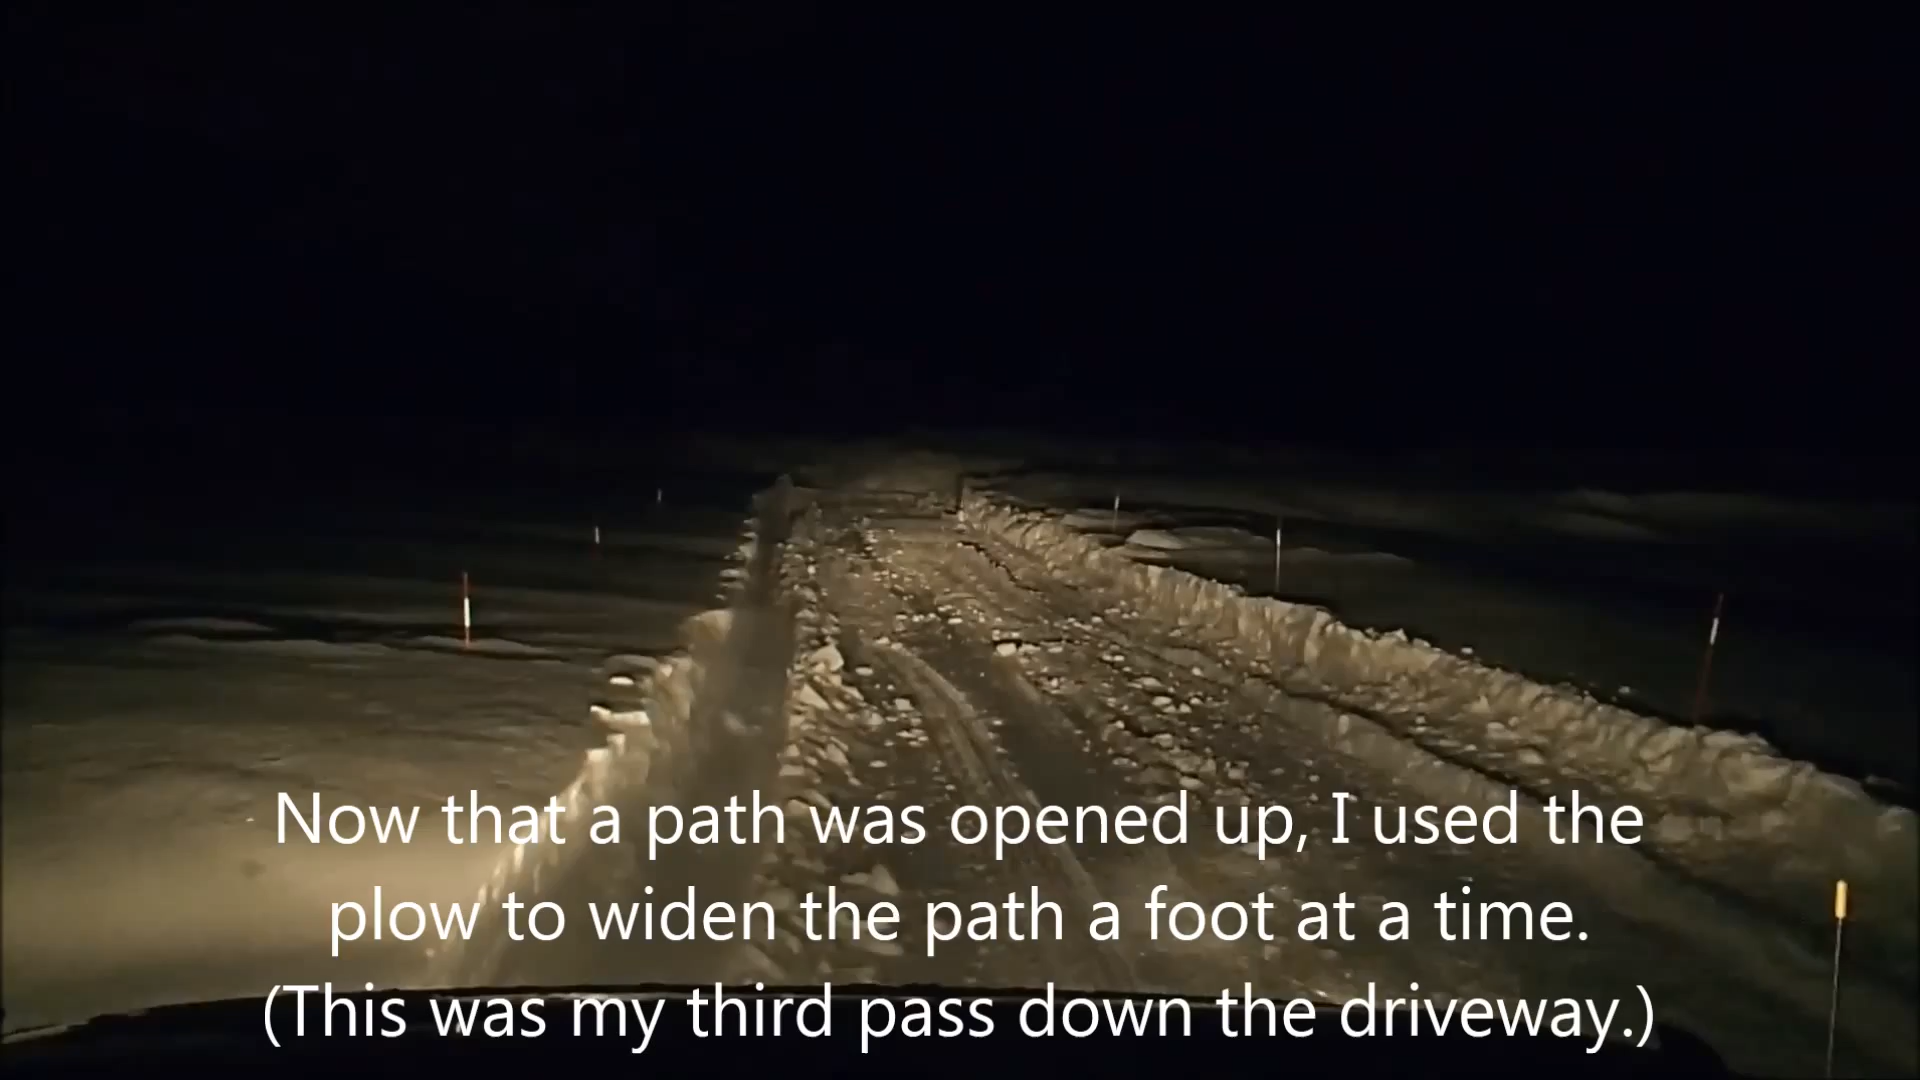 Now that a path was opened up, I used the
plow to widen the path a foot at a time.
(This was my third pass down the driveway.)